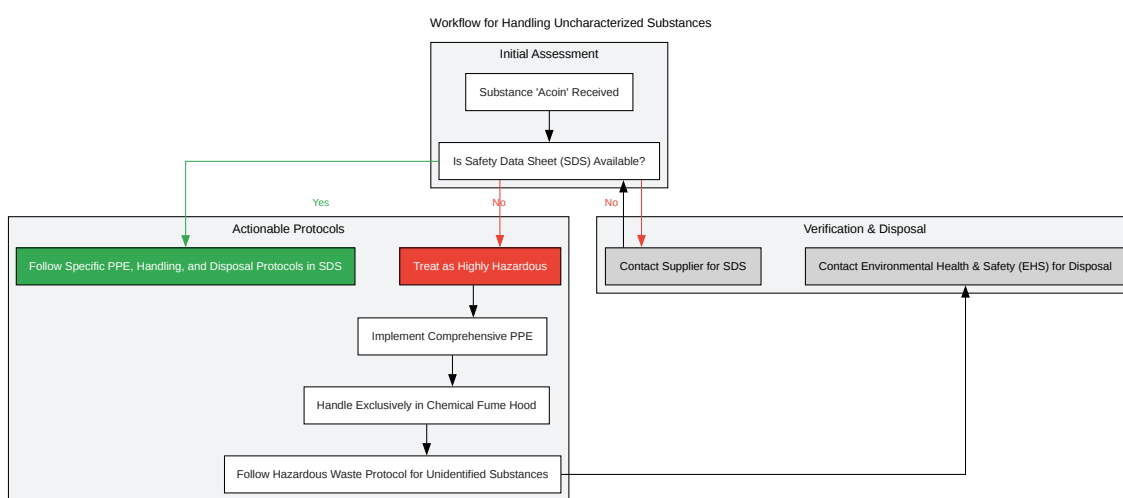 Workflow for Handling Uncharacterized Substances
Initial Assessment
Substance 'Acoin' Received
Is Safety Data Sheet (SDS) Available?
Yes
No
No
Actionable Protocols
Verification & Disposal
Follow Specific PPE, Handling, and Disposal Protocols in SDS
Treat as Highly Hazardous
Contact Supplier for SDS
Contact Environmental Health & Safety (EHS) for Disposal
Implement Comprehensive PPE
Handle Exclusively in Chemical Fume Hood
Follow Hazardous Waste Protocol for Unidentified Substances